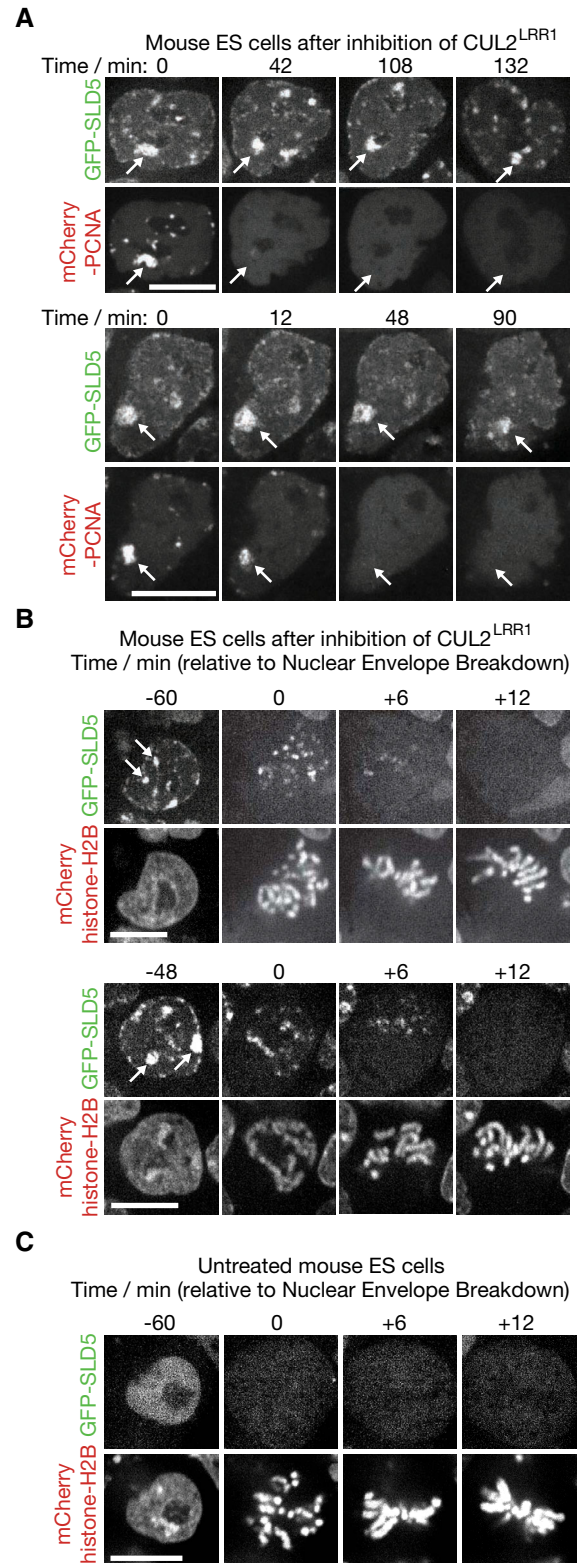 A
Mouse ES cells after inhibition of CUL2^LRR1
Time / min: 0 42 108 132
GFP-SLD5
mCherry
-PCNA
Time / min: 0 12 48 90
GFP-SLD5
mCherry
-PCNA
B
Mouse ES cells after inhibition of CUL2^LRR1
Time / min (relative to Nuclear Envelope Breakdown)
-60 0 +6 +12
GFP-SLD5
mCherry
histone-H2B
-48 0 +6 +12
GFP-SLD5
mCherry
histone-H2B
C
Untreated mouse ES cells
Time / min (relative to Nuclear Envelope Breakdown)
-60 0 +6 +12
GFP-SLD5
mCherry
histone-H2B